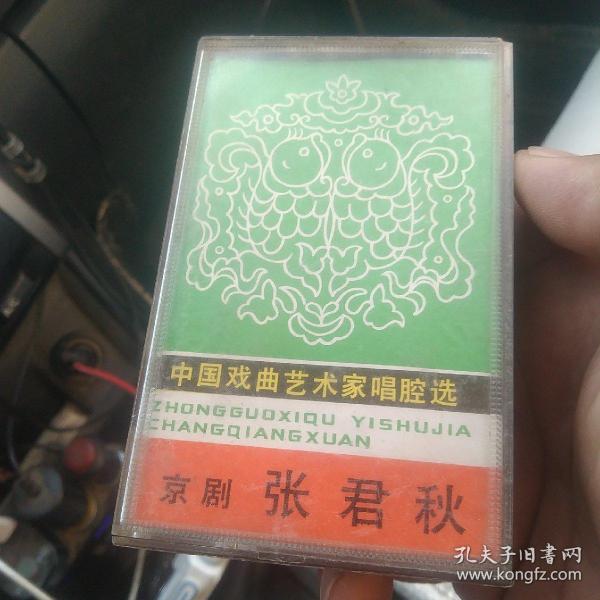 中国戏曲艺术家唱腔选
ZHONGGUOXIQU YISHUJIA
CHANGQIANGXUAN
京剧 张君秋
孔夫子旧書网
www.kongfz.com